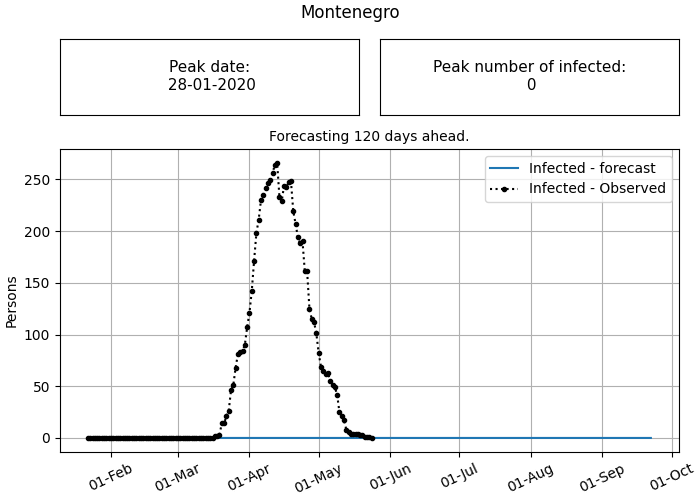 Montenegro
Peak date:
28-01-2020
Peak number of infected:
0
Forecasting 120 days ahead.
Infected - forecast
Infected - Observed
Persons
250
200
150
100
50
0
01-Feb
01-Mar
01-Apr
01-May
01-Jun
01-Jul
01-Aug
01-Sep
01-Oct